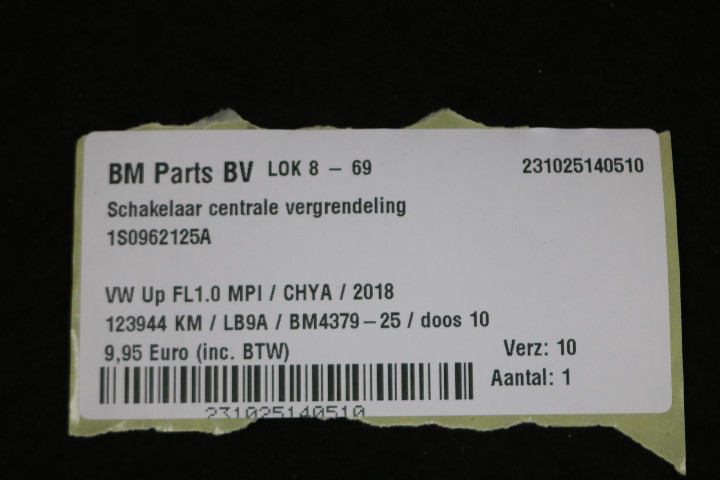 BM Parts BV LOK 8 – 69 231025140510
Schakelaar centrale vergrendeling
1S0962125A
VW Up FL1.0 MPI / CHYA / 2018
123944 KM / LB9A / BM4379–25 / doos 10
9,95 Euro (inc. BTW) Verz: 10
Aantal: 1
231025140510